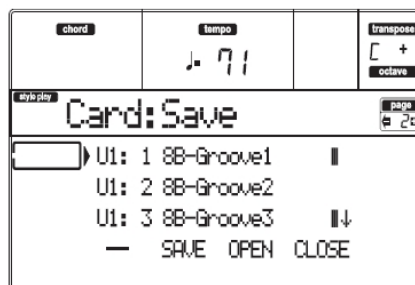 chord tempo transpose
♩= 71 C +
octave
style play page
Card:Save 2
U1: 1 8B-Groove1
U1: 2 8B-Groove2
U1: 3 8B-Groove3
— SAVE OPEN CLOSE